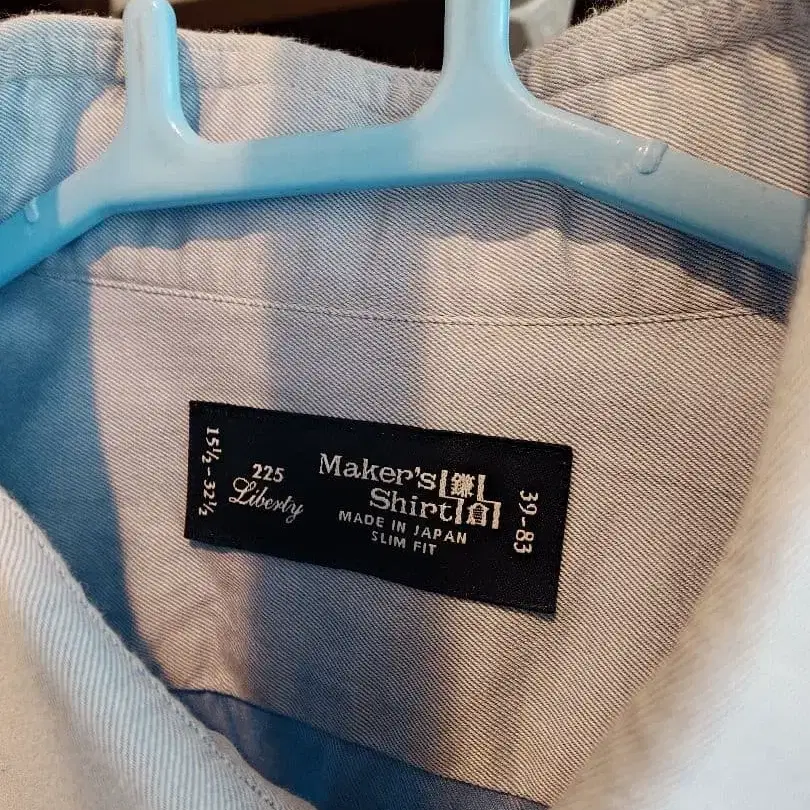 15½-32½
225
Liberty
Maker's 鎌
Shirt 倉
MADE IN JAPAN
SLIM FIT
39-83